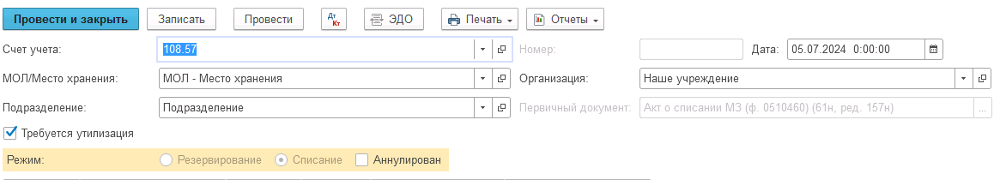 Провести и закрыть Записать Провести Дт Кт ЭДО Печать Отчеты
Счет учета: 108.57 Номер: Дата: 05.07.2024 0:00:00
МОЛ/Место хранения: МОЛ - Место хранения Организация: Наше учреждение
Подразделение: Подразделение Первичный документ: Акт о списании МЗ (ф. 0510460) (61н, ред. 157н) ...
Требуется утилизация
Режим: Резервирование Списание Аннулирован